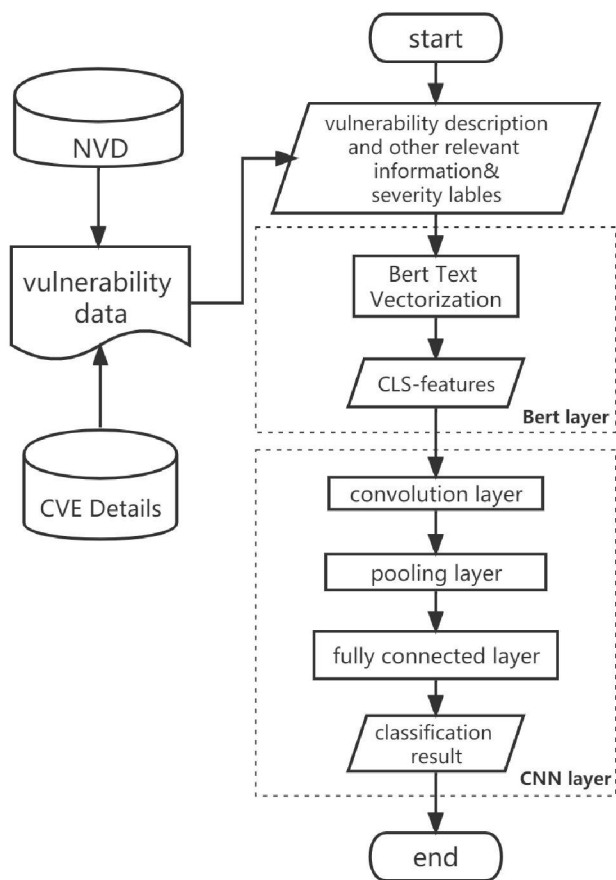 start
NVD
vulnerability description
and other relevant
information&
severity lables
vulnerability
data
Bert Text
Vectorization
CLS-features
Bert layer
CVE Details
convolution layer
pooling layer
fully connected layer
classification
result
CNN layer
end